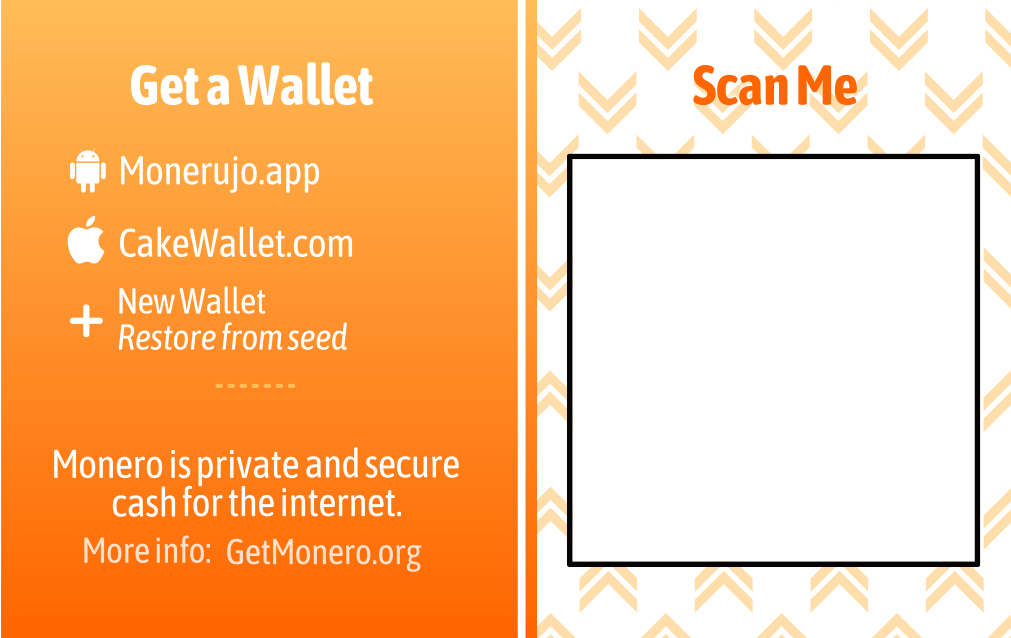 Get a Wallet
Monerujo.app
CakeWallet.com
New Wallet
Restore from seed
Monero is private and secure
cash for the internet.
More info: GetMonero.org
Scan Me